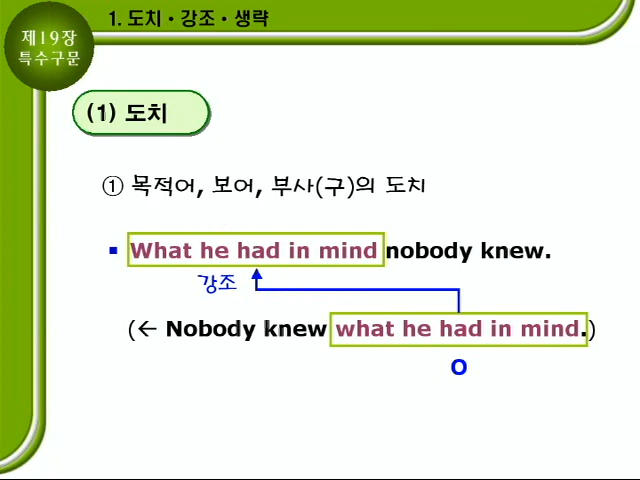 1. 도치 • 강조 • 생략
제19장
특수구문
(1) 도치
① 목적어, 보어, 부사(구)의 도치
▪ What he had in mind nobody knew.
강조
(← Nobody knew what he had in mind.)
O